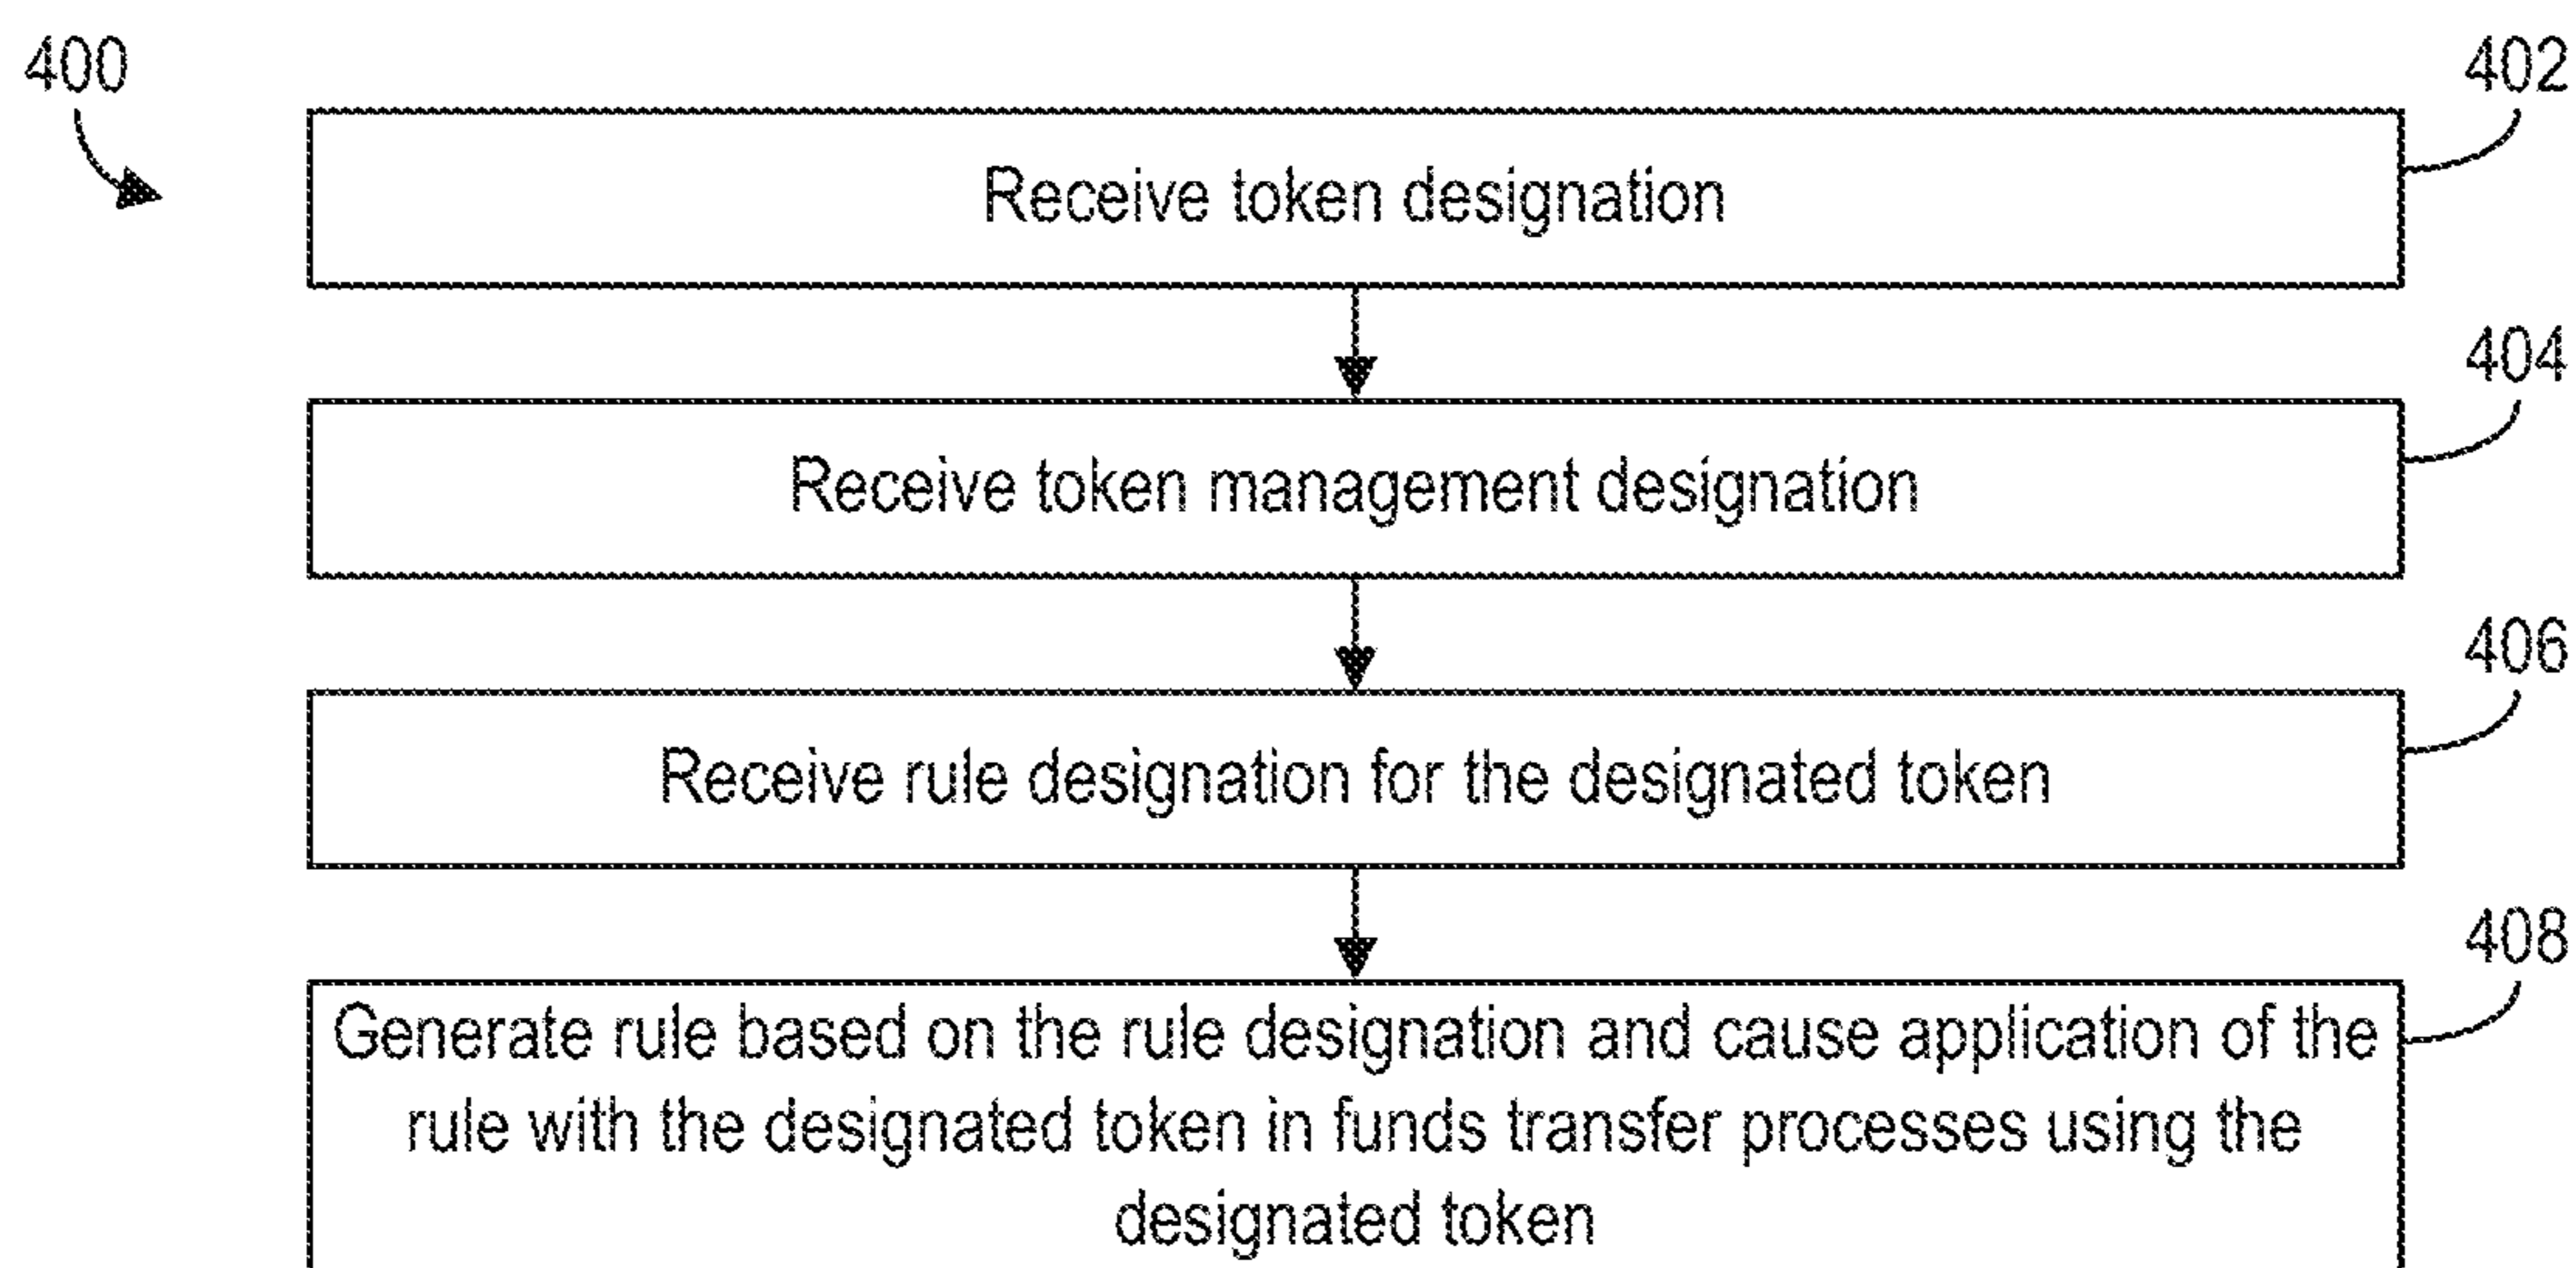 400
402
Receive token designation
404
Receive token management designation
406
Receive rule designation for the designated token
408
Generate rule based on the rule designation and cause application of the
rule with the designated token in funds transfer processes using the
designated token